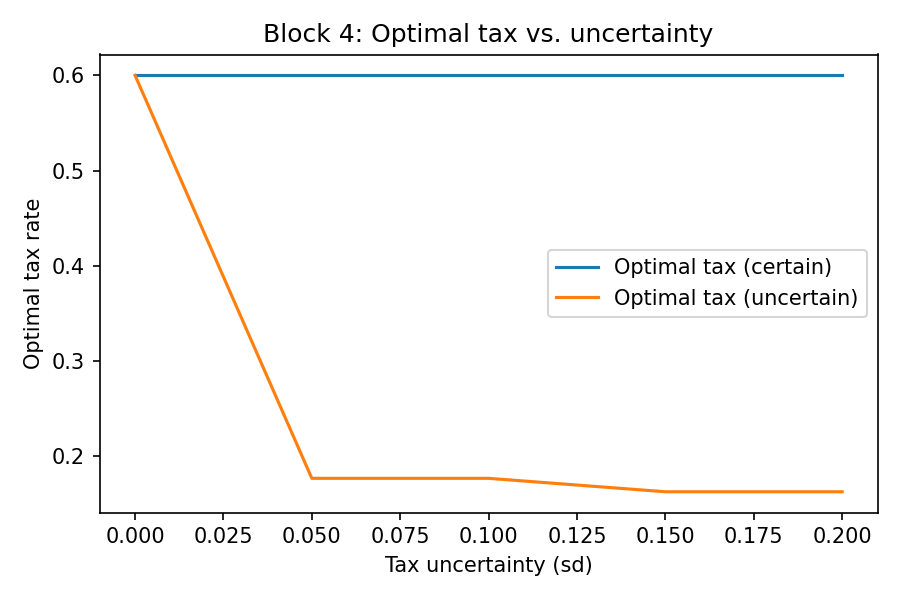 Block 4: Optimal tax vs. uncertainty
Optimal tax rate
0.6
0.5
0.4
0.3
0.2
Optimal tax (certain)
Optimal tax (uncertain)
0.000 0.025 0.050 0.075 0.100 0.125 0.150 0.175 0.200
Tax uncertainty (sd)